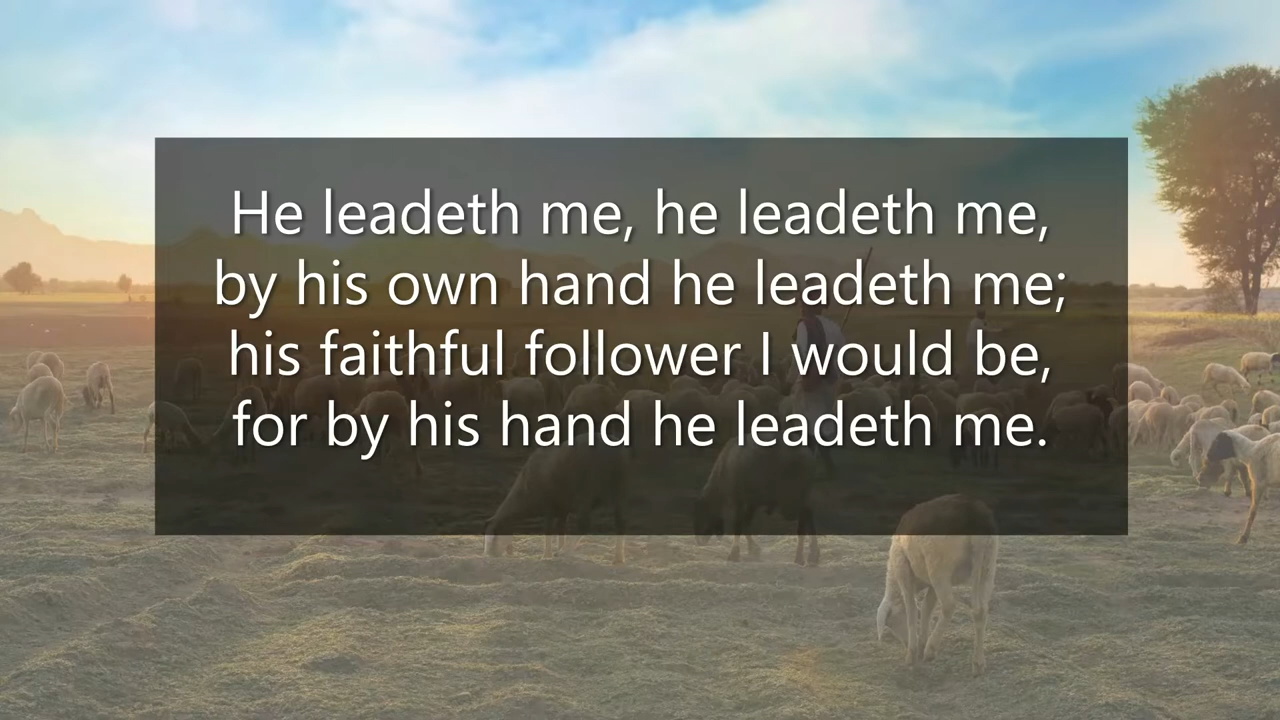 He leadeth me, he leadeth me,
by his own hand he leadeth me;
his faithful follower I would be,
for by his hand he leadeth me.